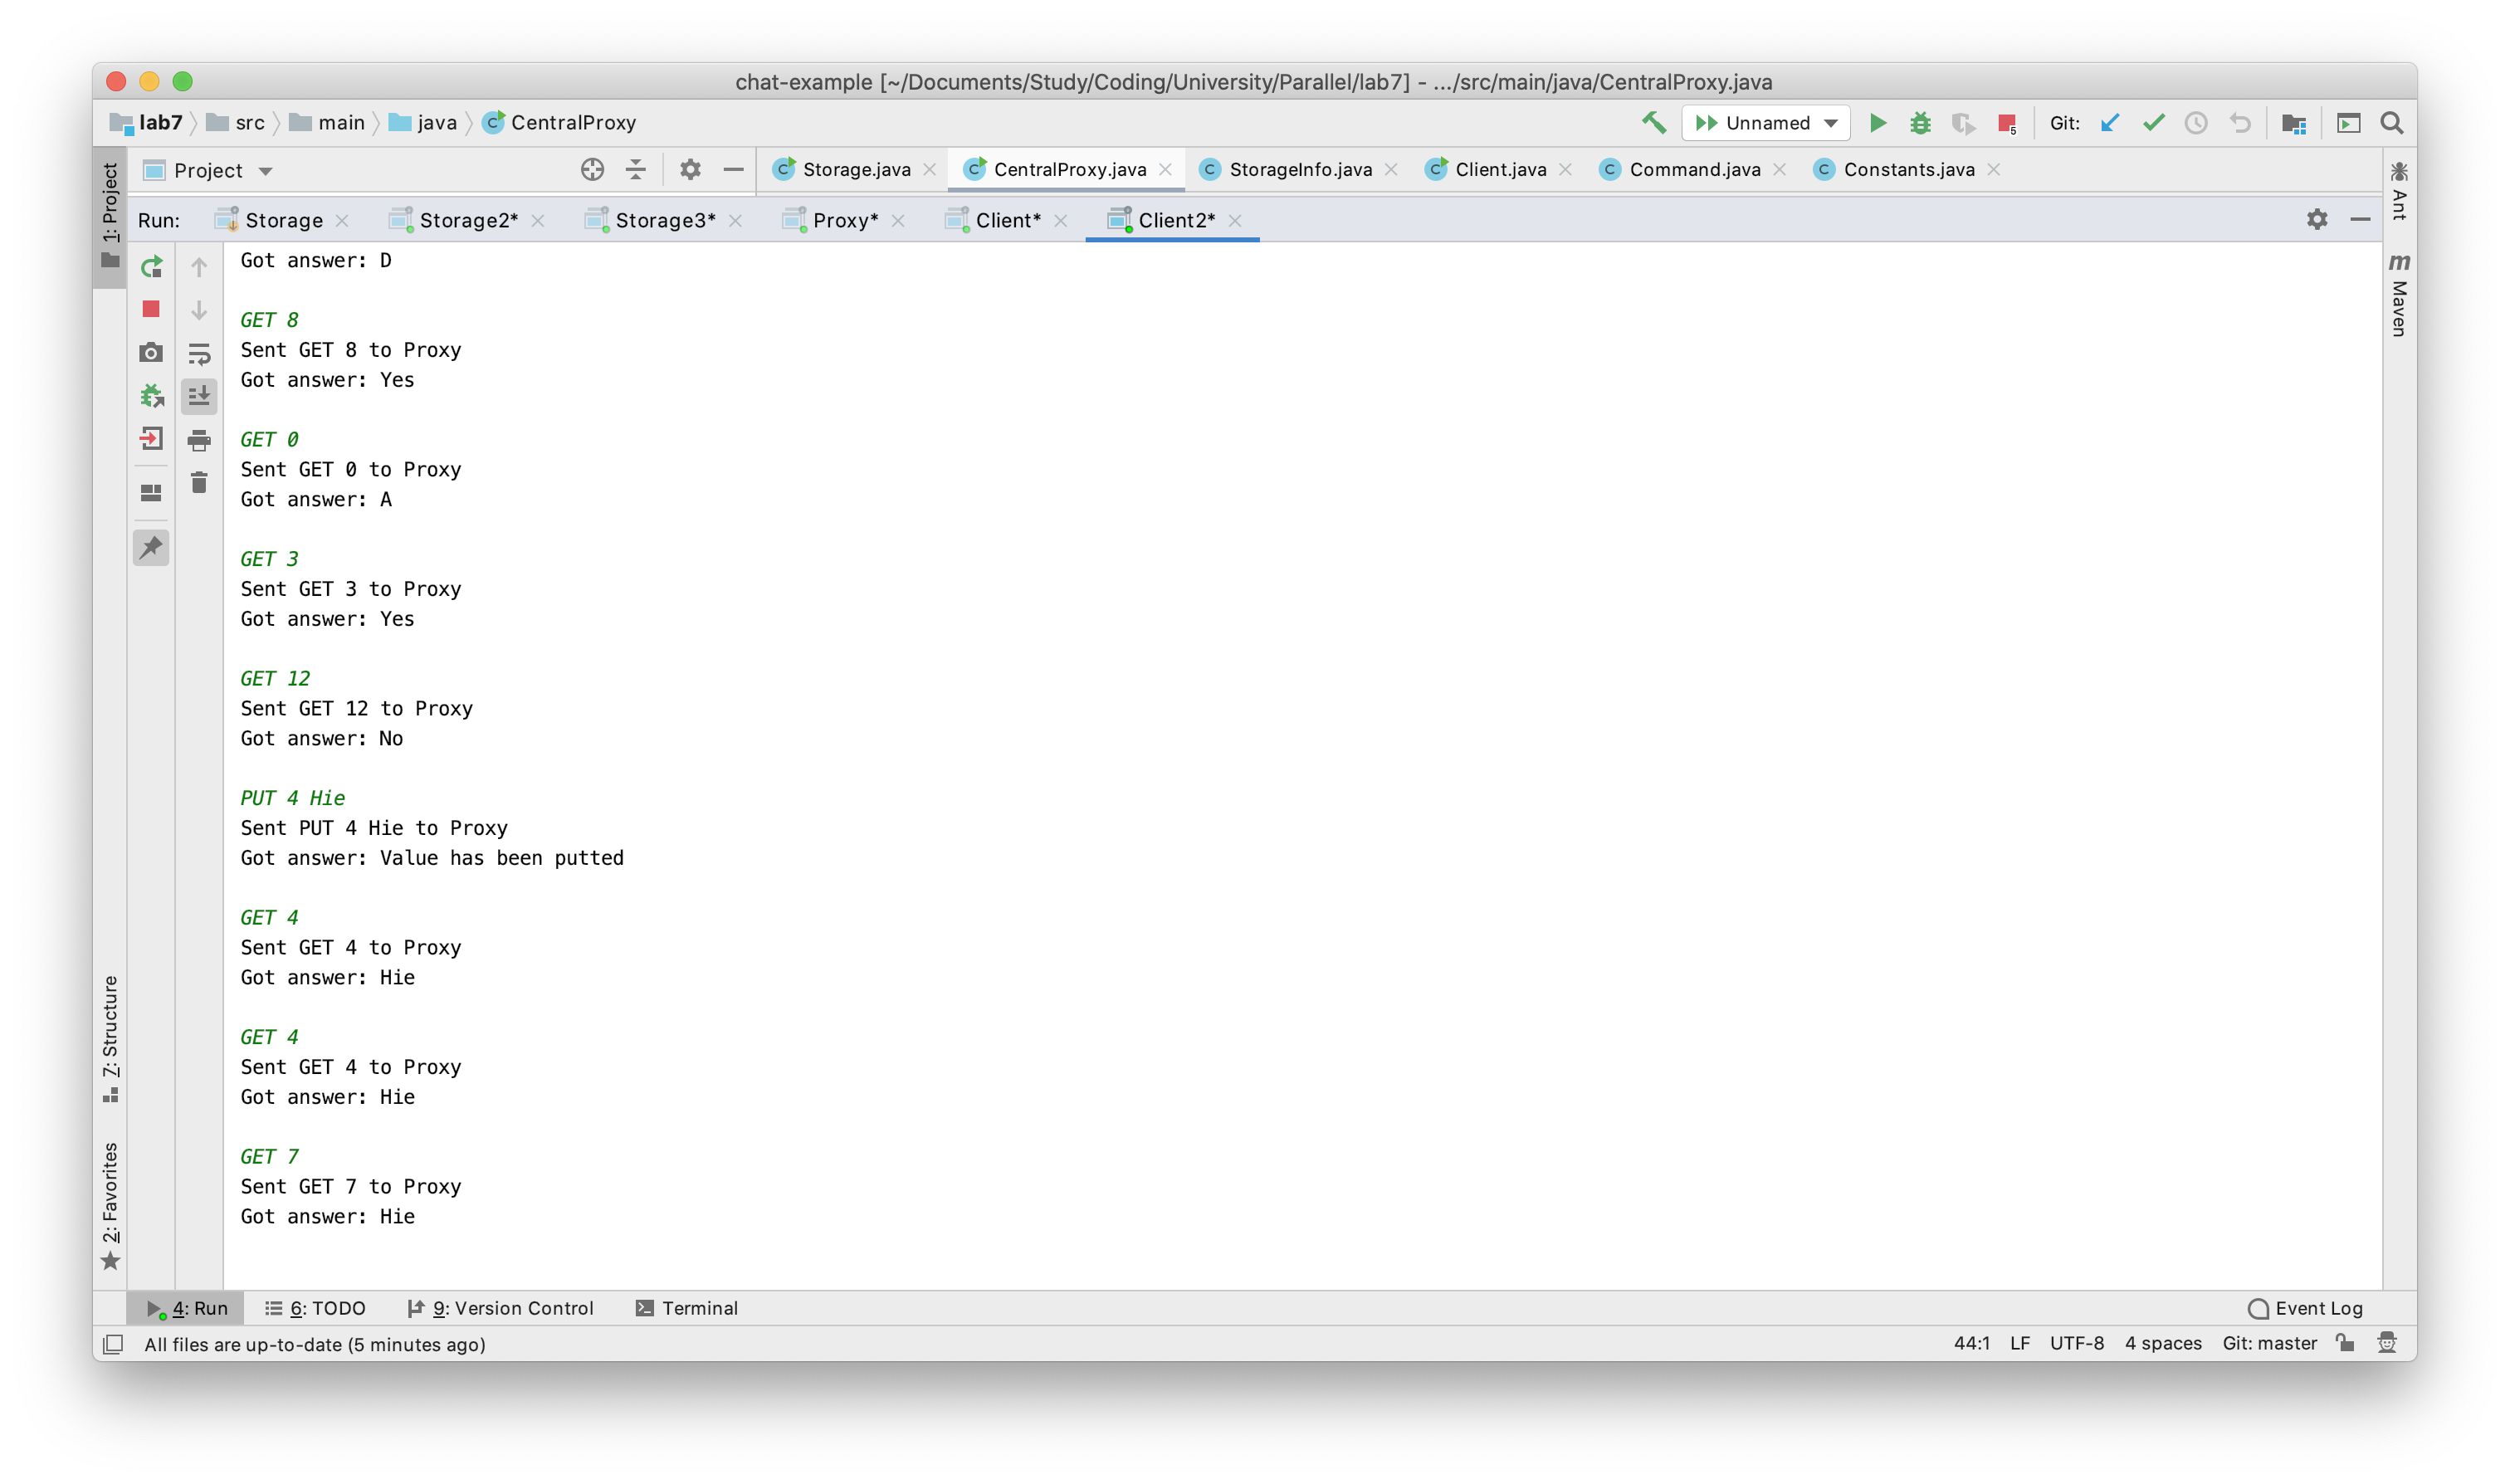 chat-example [~/Documents/Study/Coding/University/Parallel/lab7] - .../src/main/java/CentralProxy.java
lab7 src main java CentralProxy
Unnamed
5
Git:
1: Project
Project
Storage.java
CentralProxy.java
StorageInfo.java
Client.java
Command.java
Constants.java
Ant
Maven
Run: Storage Storage2* Storage3* Proxy* Client* Client2*
Got answer: D
GET 8
Sent GET 8 to Proxy
Got answer: Yes
GET 0
Sent GET 0 to Proxy
Got answer: A
GET 3
Sent GET 3 to Proxy
Got answer: Yes
GET 12
Sent GET 12 to Proxy
Got answer: No
PUT 4 Hie
Sent PUT 4 Hie to Proxy
Got answer: Value has been putted
GET 4
Sent GET 4 to Proxy
Got answer: Hie
GET 4
Sent GET 4 to Proxy
Got answer: Hie
GET 7
Sent GET 7 to Proxy
Got answer: Hie
7: Structure
2: Favorites
4: Run 6: TODO 9: Version Control Terminal Event Log
All files are up-to-date (5 minutes ago) 44:1 LF UTF-8 4 spaces Git: master